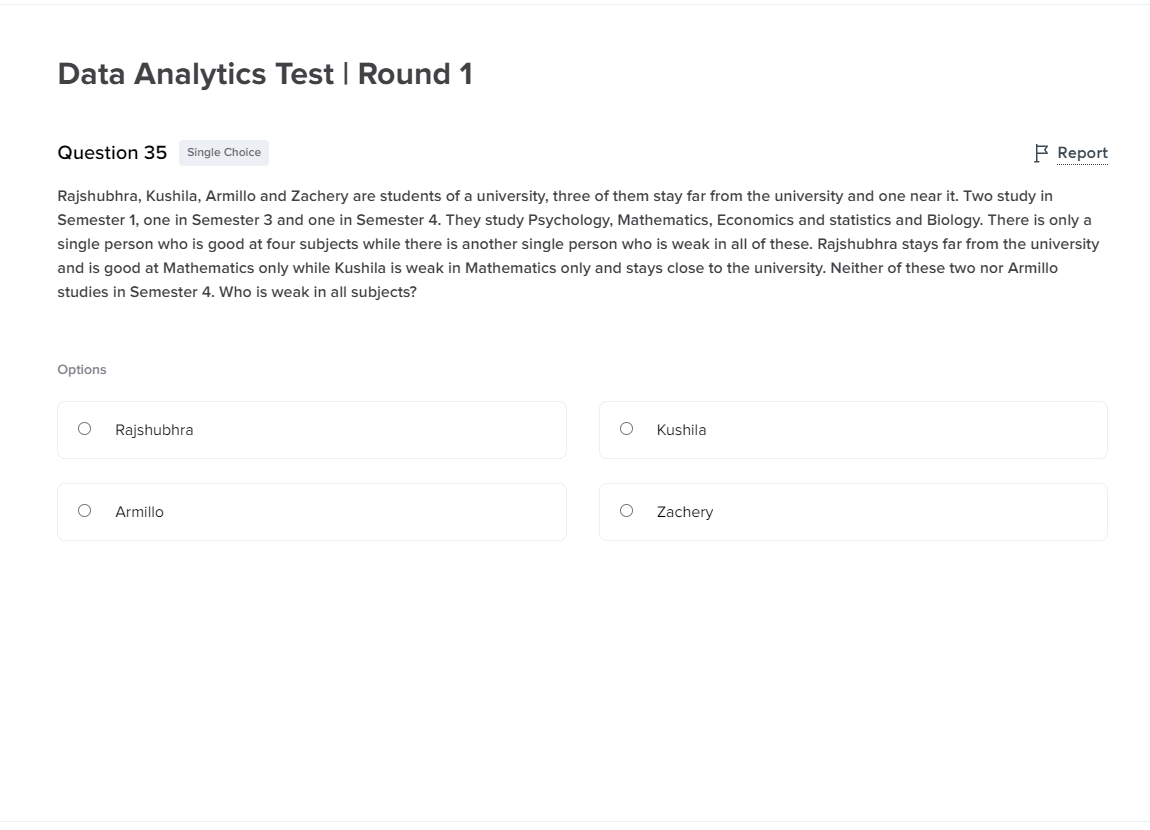 Data Analytics Test | Round 1
Question 35 Single Choice Report
Rajshubhra, Kushila, Armillo and Zachery are students of a university, three of them stay far from the university and one near it. Two study in
Semester 1, one in Semester 3 and one in Semester 4. They study Psychology, Mathematics, Economics and statistics and Biology. There is only a
single person who is good at four subjects while there is another single person who is weak in all of these. Rajshubhra stays far from the university
and is good at Mathematics only while Kushila is weak in Mathematics only and stays close to the university. Neither of these two nor Armillo
studies in Semester 4. Who is weak in all subjects?
Options
Rajshubhra Kushila
Armillo Zachery